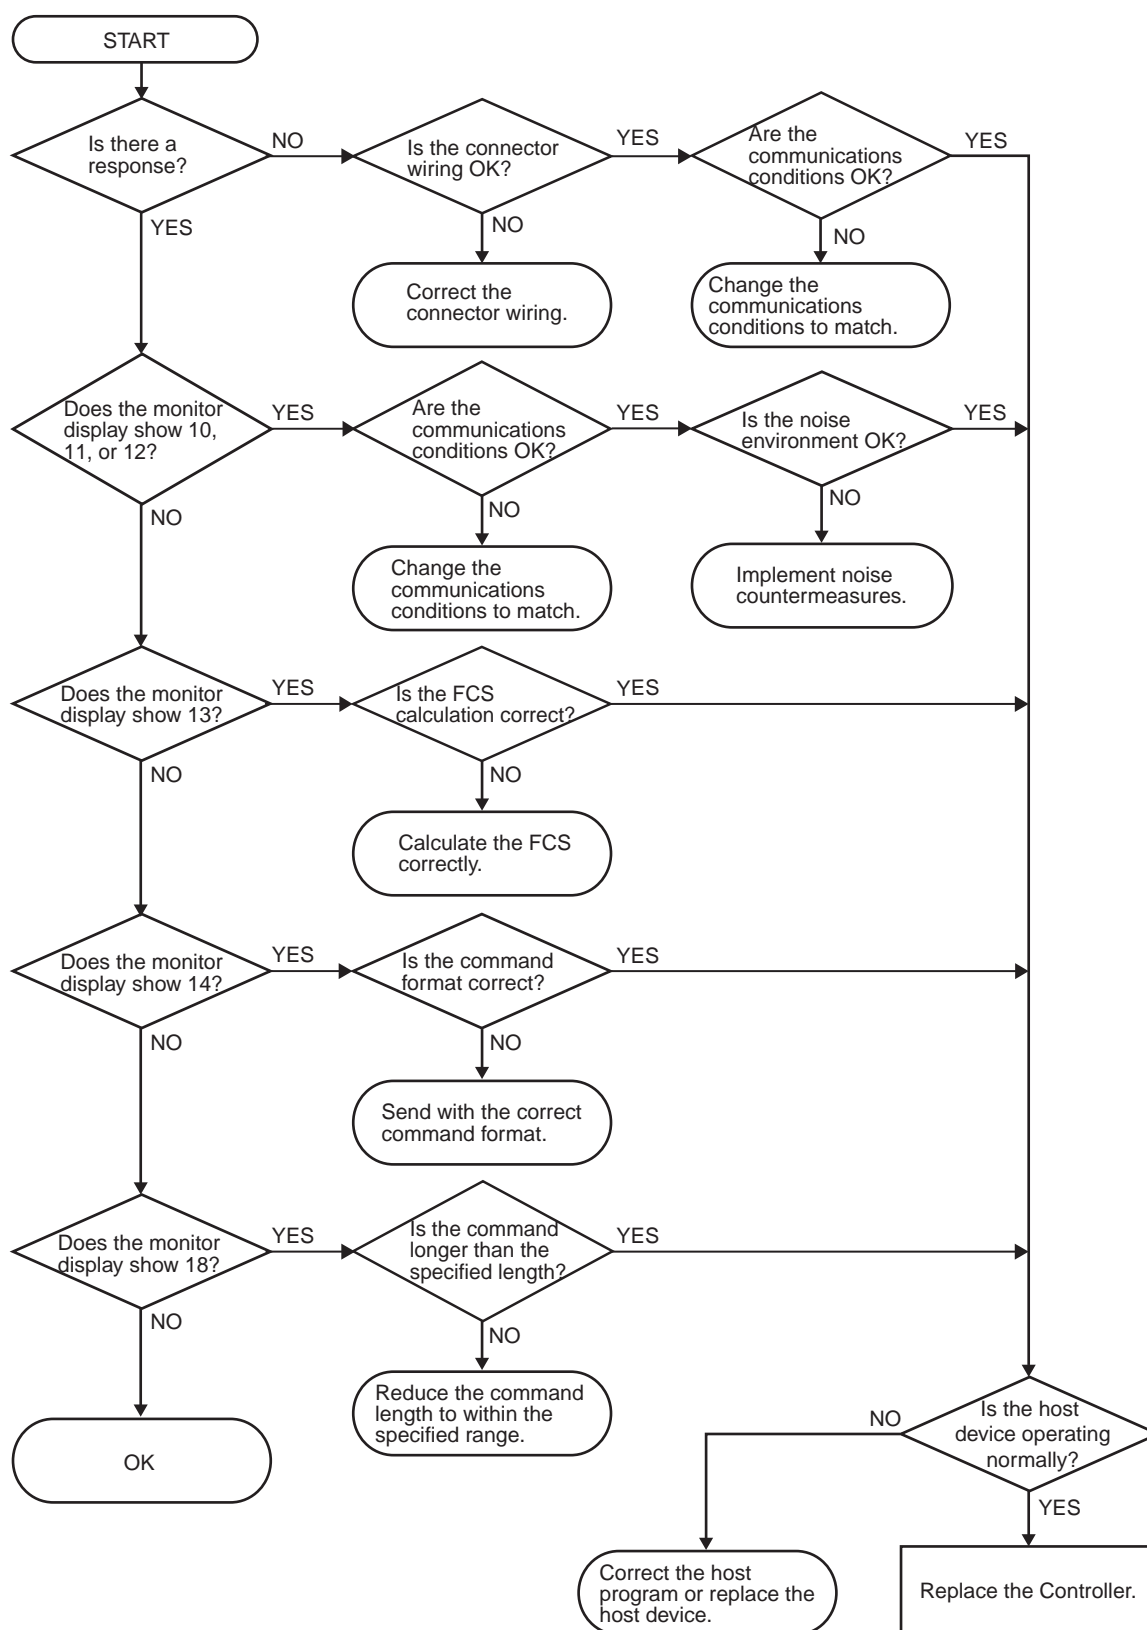 START
Is there a
response?
NO
Is the connector
wiring OK?
YES
Are the
communications
conditions OK?
YES
YES
NO
NO
Correct the
connector wiring.
Change the
communications
conditions to match.
Does the monitor
display show 10,
11, or 12?
YES
Are the
communications
conditions OK?
YES
Is the noise
environment OK?
YES
NO
NO
NO
Change the
communications
conditions to match.
Implement noise
countermeasures.
Does the monitor
display show 13?
YES
Is the FCS
calculation correct?
YES
NO
NO
Calculate the FCS
correctly.
Does the monitor
display show 14?
YES
Is the command
format correct?
YES
NO
NO
Send with the correct
command format.
Does the monitor
display show 18?
YES
Is the command
longer than the
specified length?
YES
NO
NO
Reduce the command
length to within the
specified range.
OK
NO
Is the host
device operating
normally?
YES
Correct the host
program or replace the
host device.
Replace the Controller.